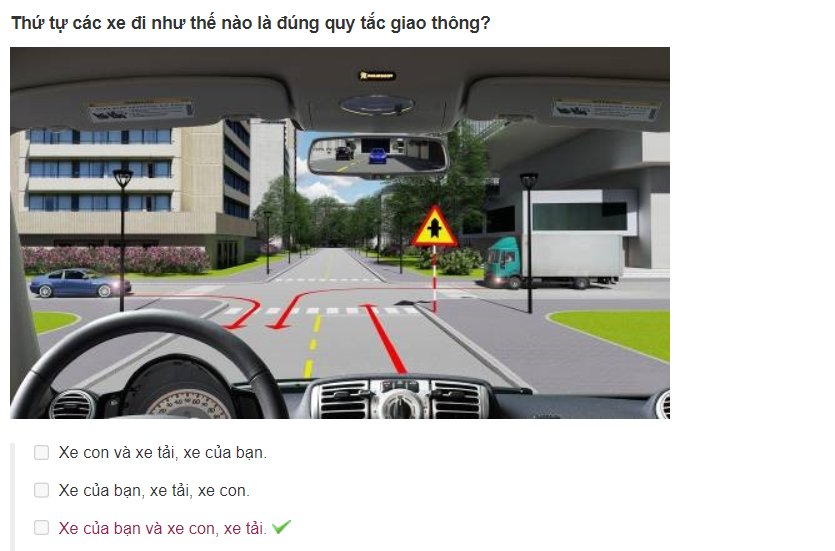 Thứ tự các xe đi như thế nào là đúng quy tắc giao thông?
Xe con và xe tải, xe của bạn.
Xe của bạn, xe tải, xe con.
Xe của bạn và xe con, xe tải.